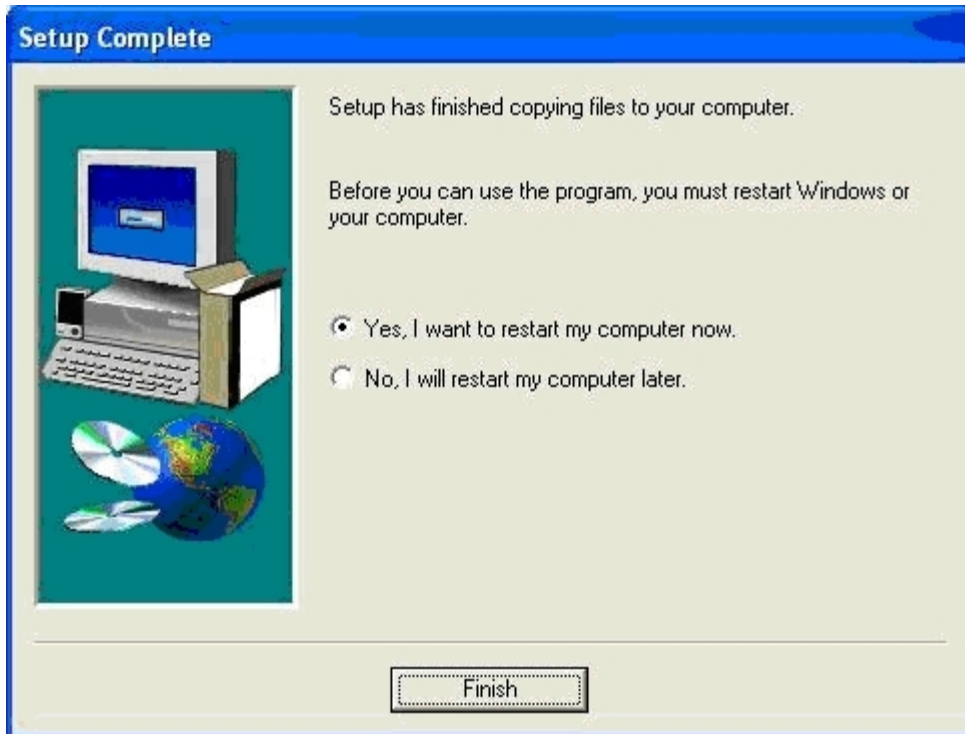 Setup Complete
Setup has finished copying files to your computer.
Before you can use the program, you must restart Windows or
your computer.
Yes, I want to restart my computer now.
No, I will restart my computer later.
Finish